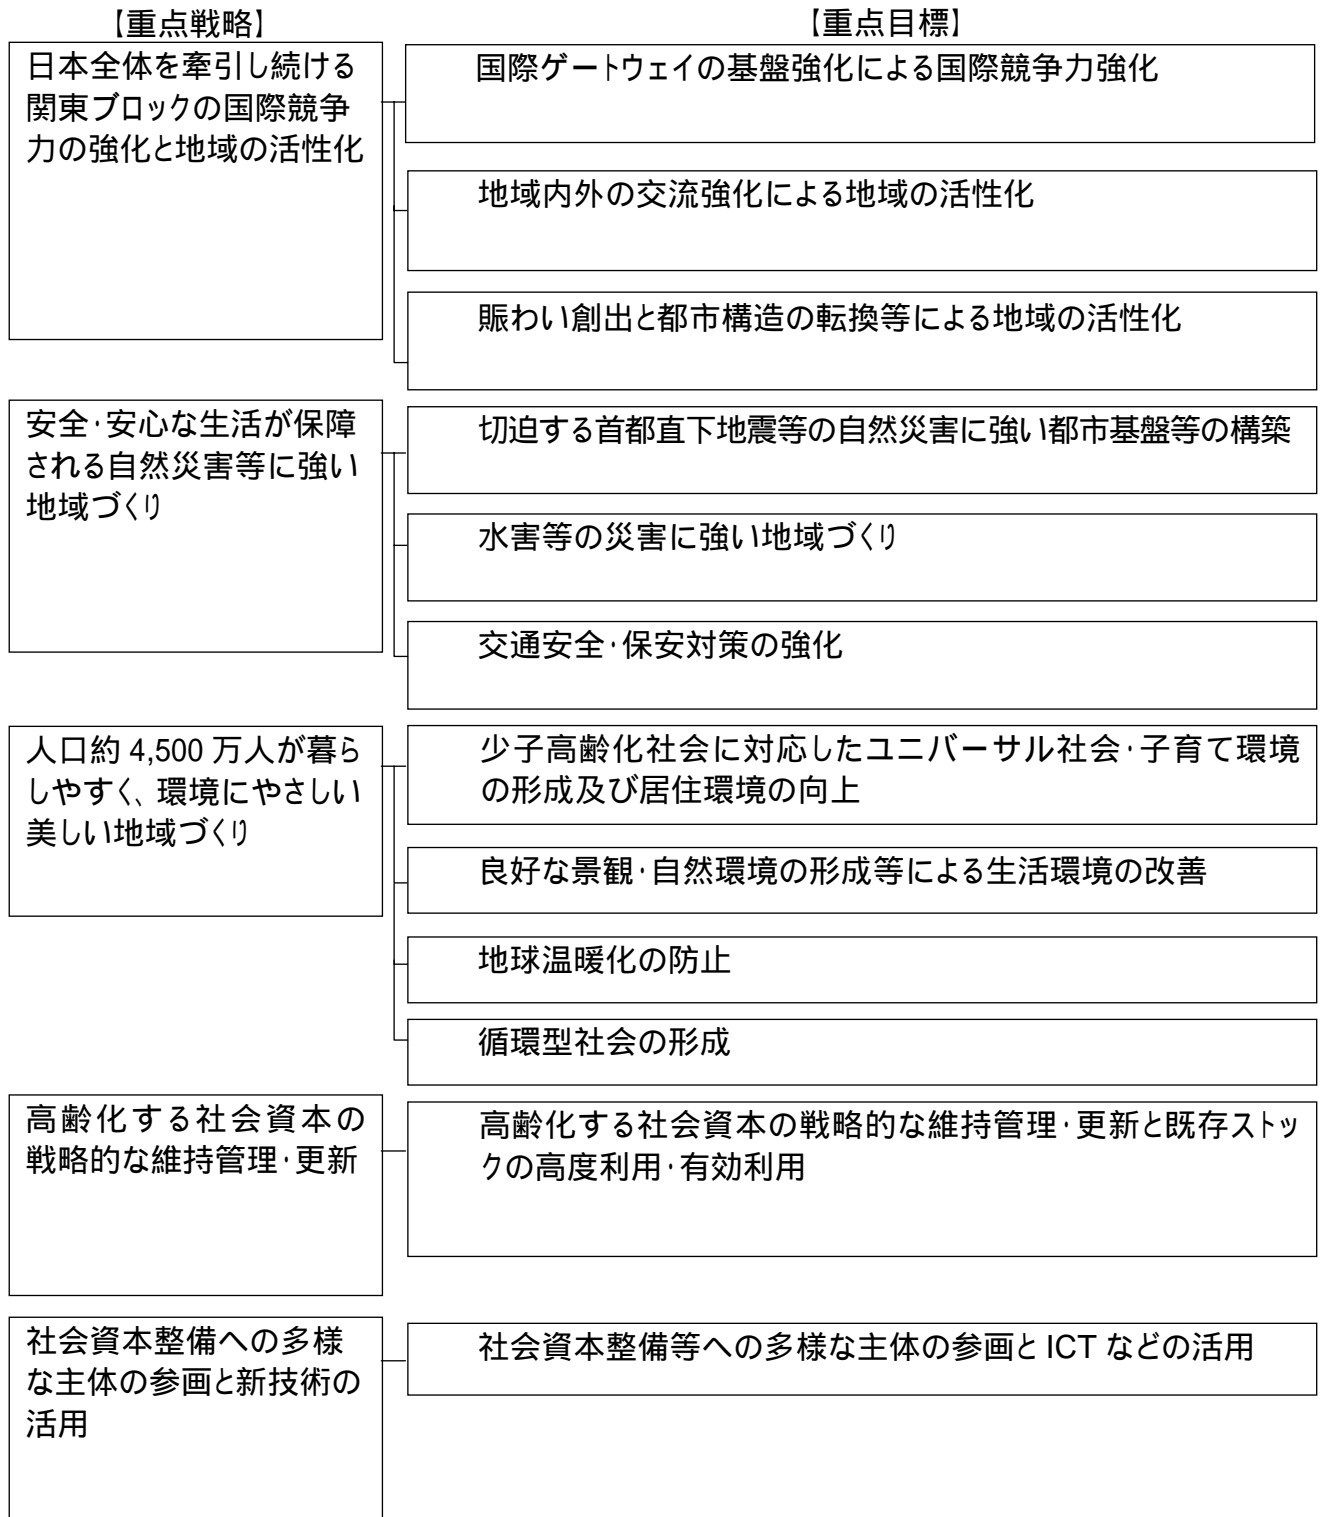 【重点戦略】
【重点目標】
日本全体を牽引し続ける
関東ブロックの国際競争
力の強化と地域の活性化
国際ゲートウェイの基盤強化による国際競争力強化
地域内外の交流強化による地域の活性化
賑わい創出と都市構造の転換等による地域の活性化
安全・安心な生活が保障
される自然災害等に強い
地域づくり
切迫する首都直下地震等の自然災害に強い都市基盤等の構築
水害等の災害に強い地域づくり
交通安全・保安対策の強化
人口約 4,500 万人が暮ら
しやすく、環境にやさしい
美しい地域づくり
少子高齢化社会に対応したユニバーサル社会・子育て環境
の形成及び居住環境の向上
良好な景観・自然環境の形成等による生活環境の改善
地球温暖化の防止
循環型社会の形成
高齢化する社会資本の
戦略的な維持管理・更新
高齢化する社会資本の戦略的な維持管理・更新と既存ストッ
クの高度利用・有効利用
社会資本整備への多様
な主体の参画と新技術の
活用
社会資本整備等への多様な主体の参画と ICT などの活用